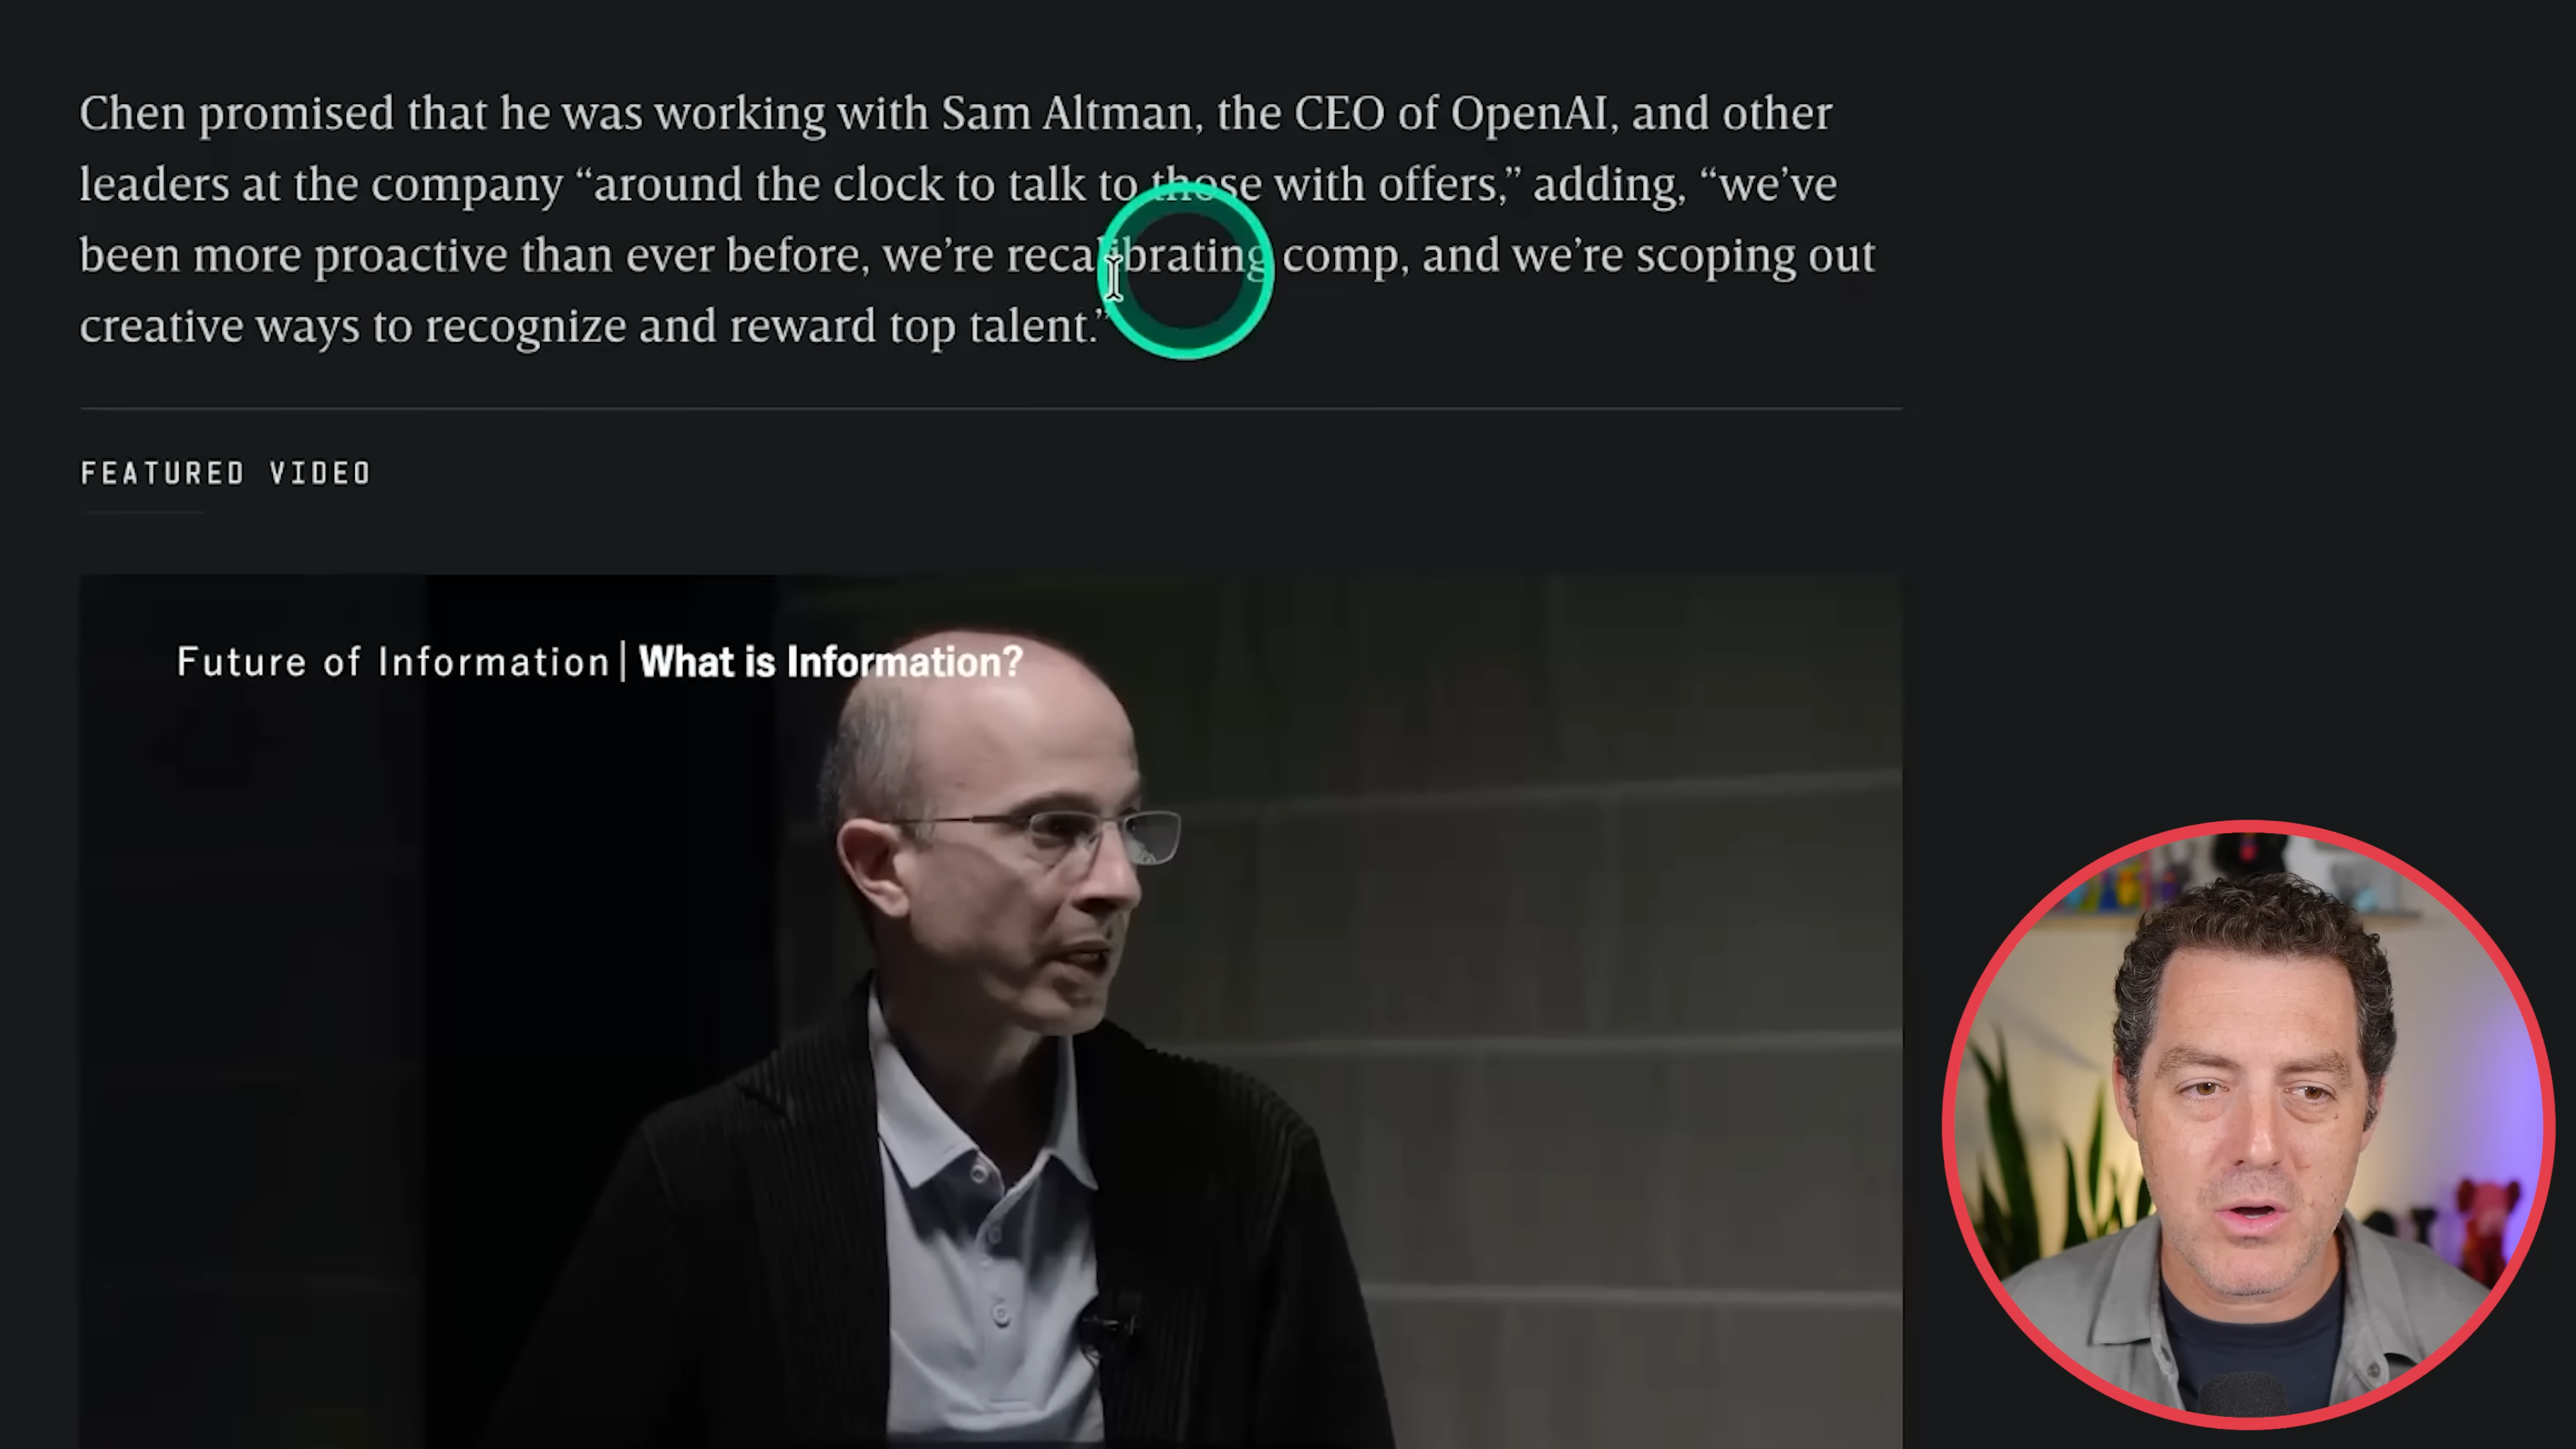 Chen promised that he was working with Sam Altman, the CEO of OpenAI, and other
leaders at the company “around the clock to talk to those with offers,” adding, “we’ve
been more proactive than ever before, we’re recalibrating comp, and we’re scoping out
creative ways to recognize and reward top talent.”
FEATURED VIDEO
Future of Information | What is Information?